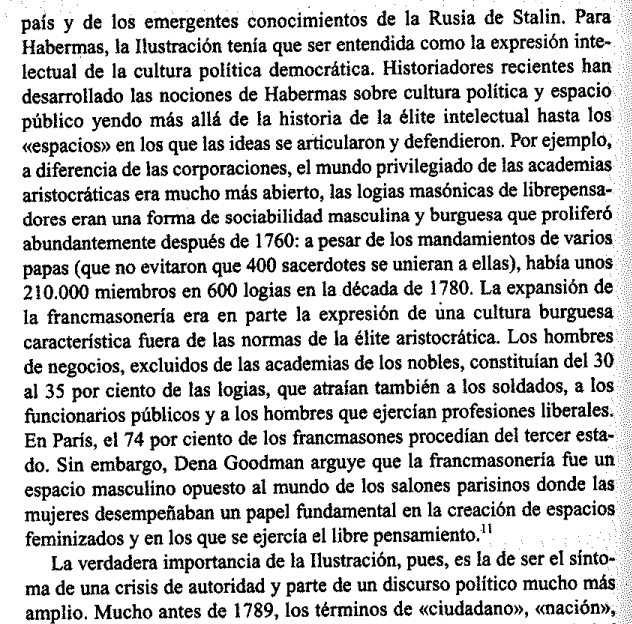 país y de los emergentes conocimientos de la Rusia de Stalin. Para
Habermas, la Ilustración tenía que ser entendida como la expresión inte-
lectual de la cultura política democrática. Historiadores recientes han
desarrollado las nociones de Habermas sobre cultura política y espacio
público yendo más allá de la historia de la élite intelectual hasta los
«espacios» en los que las ideas se articularon y defendieron. Por ejemplo,
a diferencia de las corporaciones, el mundo privilegiado de las academias
aristocráticas era mucho más abierto, las logias masónicas de librepensa-
dores eran una forma de sociabilidad masculina y burguesa que proliferó
abundantemente después de 1760: a pesar de los mandamientos de varios
papas (que no evitaron que 400 sacerdotes se unieran a ellas), había unos
210.000 miembros en 600 logias en la década de 1780. La expansión de
la francmasonería era en parte la expresión de una cultura burguesa
característica fuera de las normas de la élite aristocrática. Los hombres
de negocios, excluidos de las academias de los nobles, constituían del 30
al 35 por ciento de las logias, que atraían también a los soldados, a los
funcionarios públicos y a los hombres que ejercían profesiones liberales.
En París, el 74 por ciento de los francmasones procedían del tercer esta-
do. Sin embargo, Dena Goodman arguye que la francmasonería fue un
espacio masculino opuesto al mundo de los salones parisinos donde las
mujeres desempeñaban un papel fundamental en la creación de espacios
feminizados y en los que se ejercía el libre pensamiento.¹¹
La verdadera importancia de la Ilustración, pues, es la de ser el sínto-
ma de una crisis de autoridad y parte de un discurso político mucho más
amplio. Mucho antes de 1789, los términos de «ciudadano», «nación»,